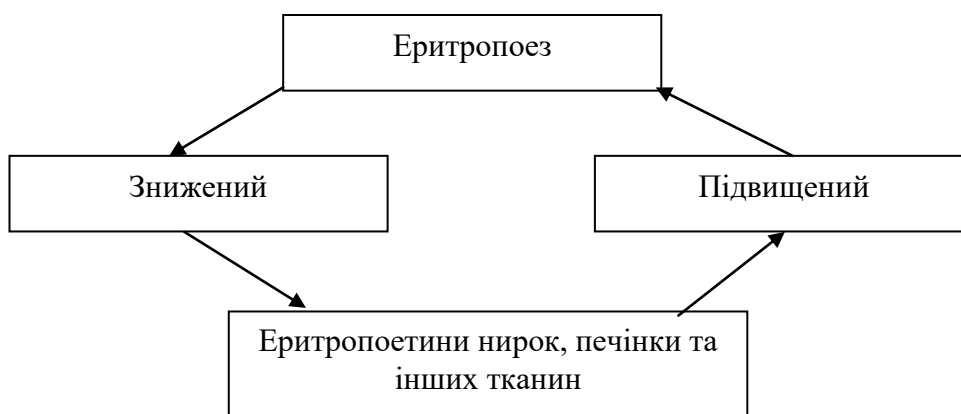 Еритропоез
Знижений
Підвищений
Еритропоетини нирок, печінки та
інших тканин